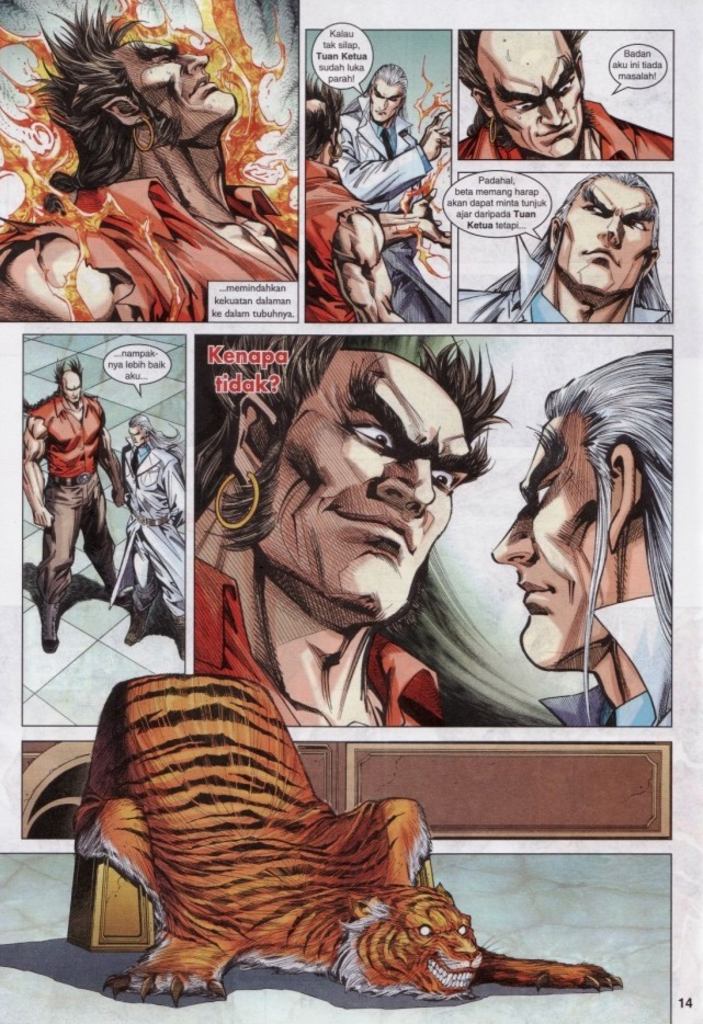 ...memindahkan
kekuatan dalaman
ke dalam tubuhnya.
Kalau
tak silap,
Tuan Ketua
sudah luka
parah!
Badan
aku ini tiada
masalah!
Padahal,
beta memang harap
akan dapat minta tunjuk
ajar daripada Tuan
Ketua tetapi...
...nampak-
nya lebih baik
aku...
Kenapa
tidak?
14